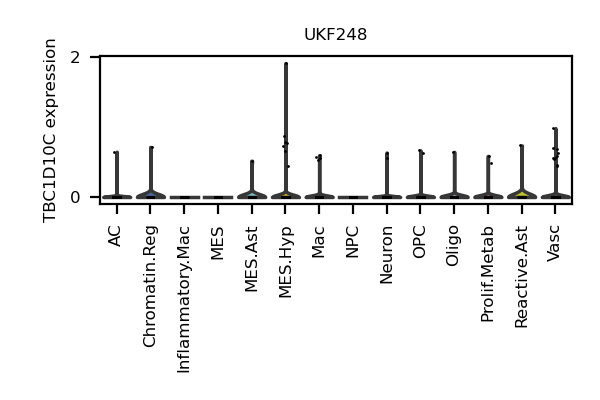 UKF248
TBC1D10C expression
2
0
AC
Chromatin.Reg
Inflammatory.Mac
MES
MES.Ast
MES.Hyp
Mac
NPC
Neuron
OPC
Oligo
Prolif.Metab
Reactive.Ast
Vasc